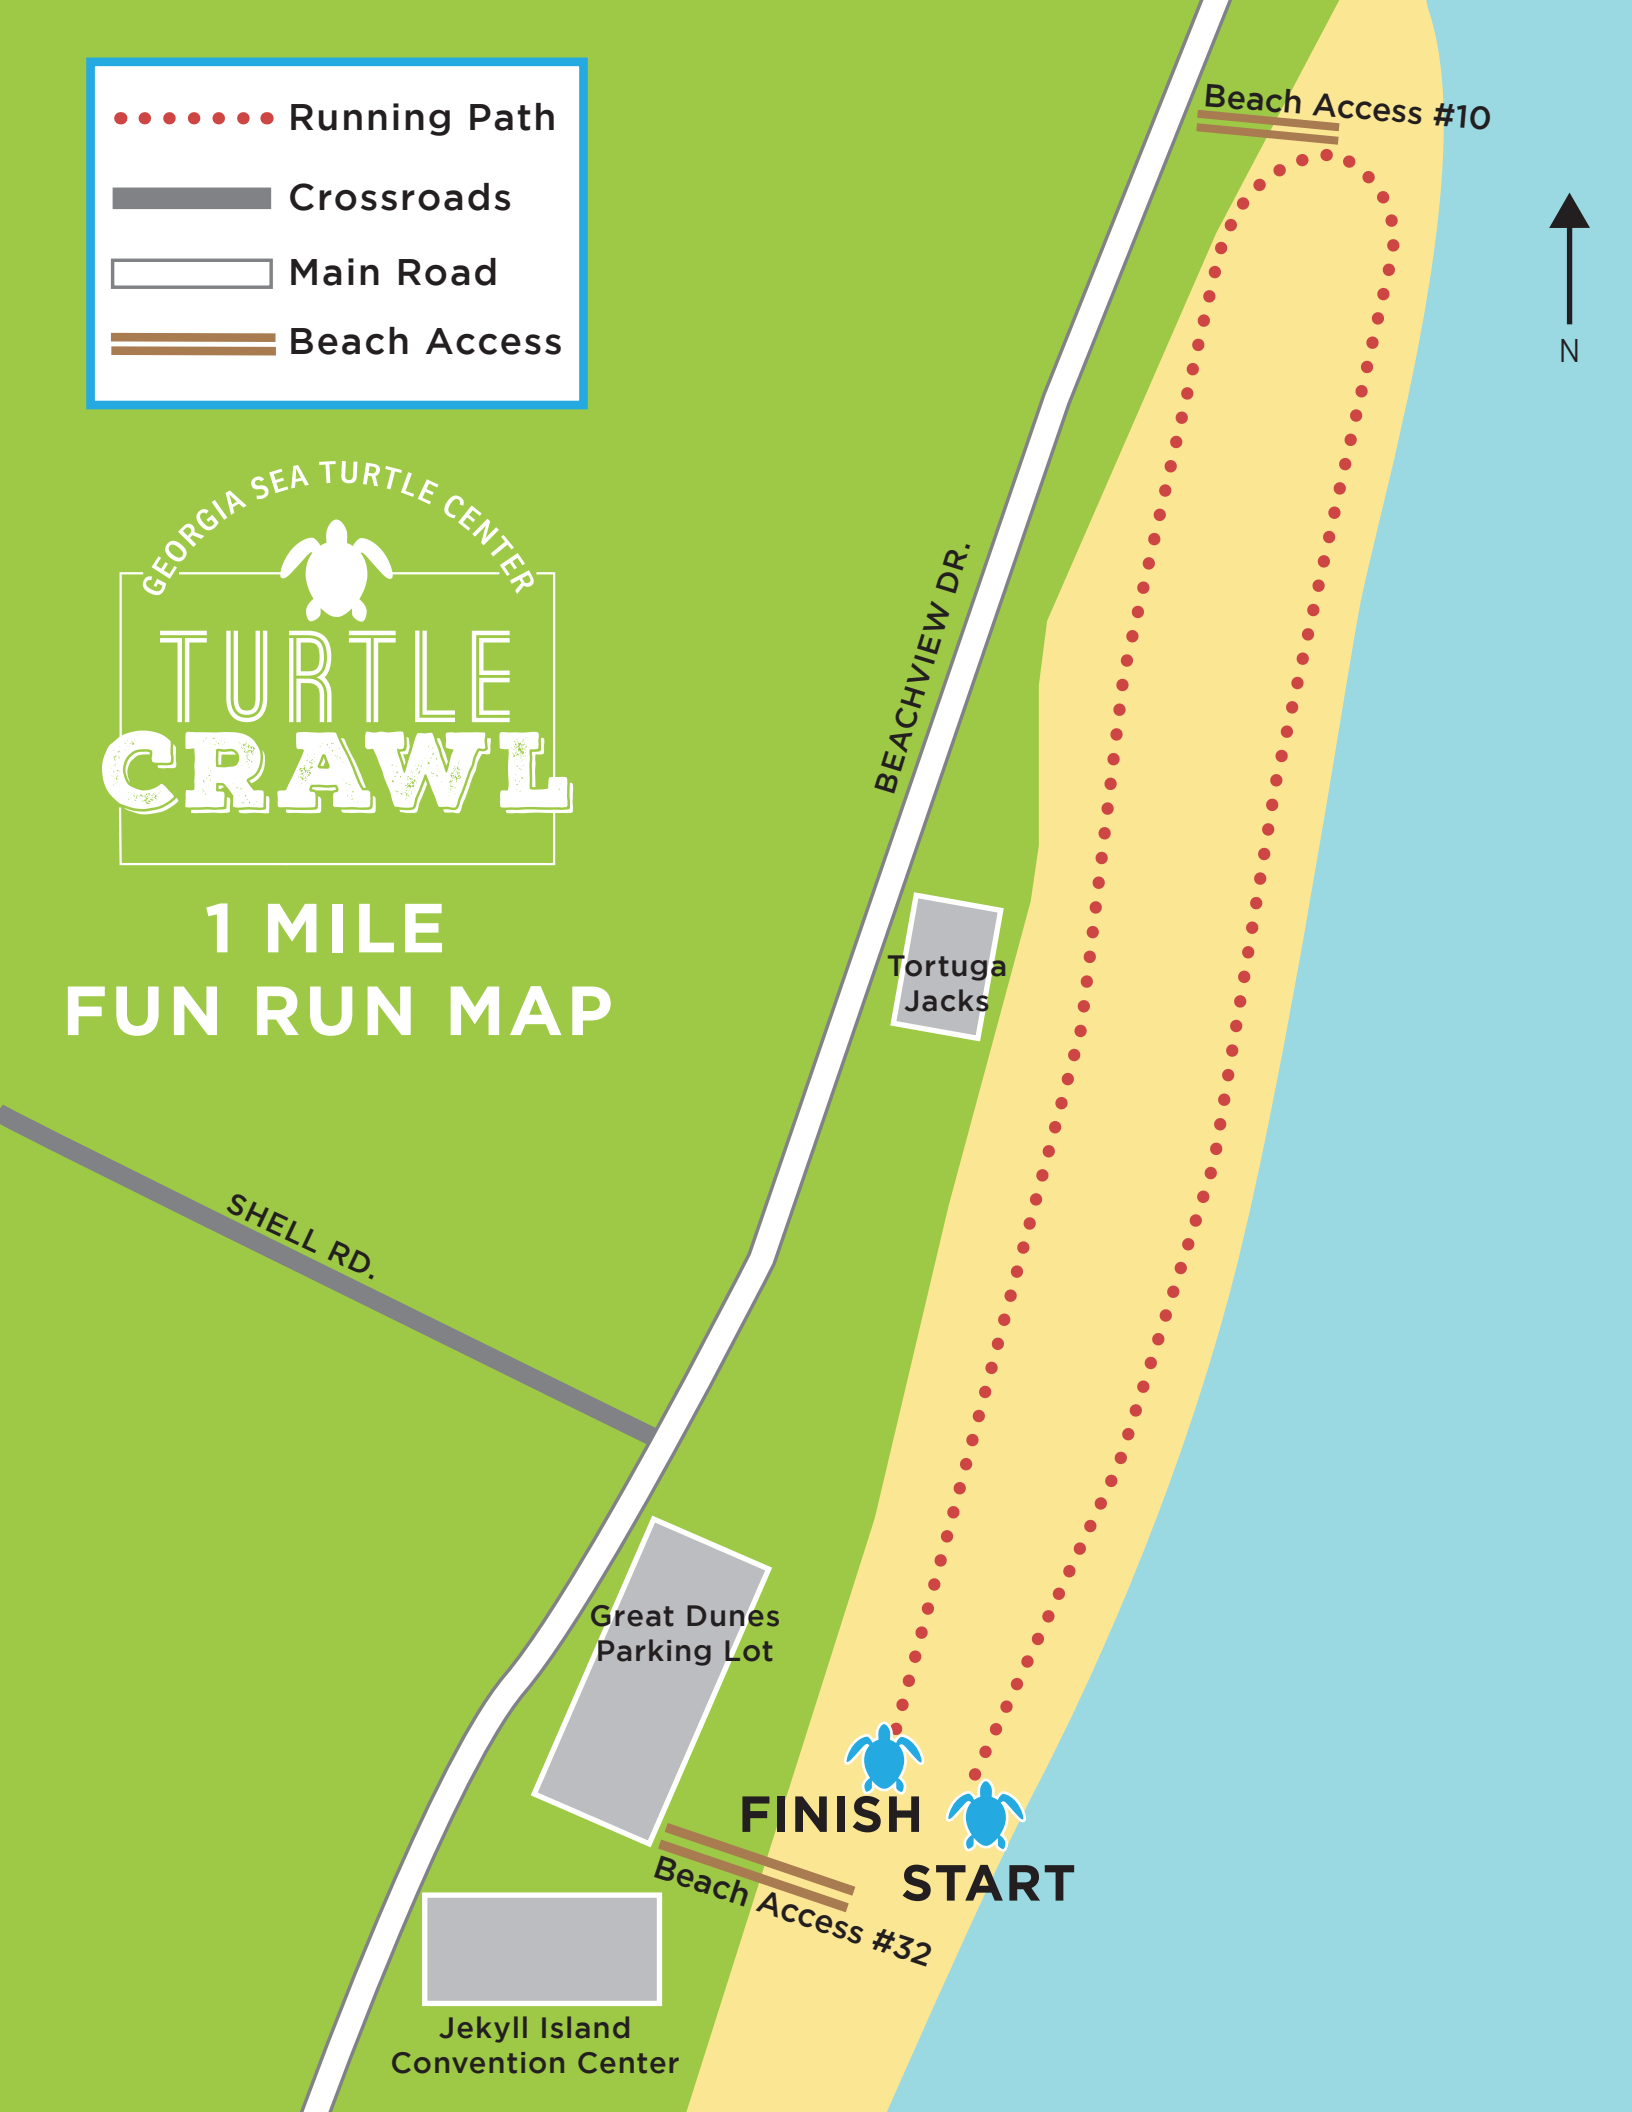 Running Path
Crossroads
Main Road
Beach Access
Beach Access #10
N
GEORGIA SEA TURTLE CENTER
TURTLE
CRAWL
1 MILE
FUN RUN MAP
BEACHVIEW DR.
Tortuga
Jacks
SHELL RD.
Great Dunes
Parking Lot
FINISH
START
Beach Access #32
Jekyll Island
Convention Center